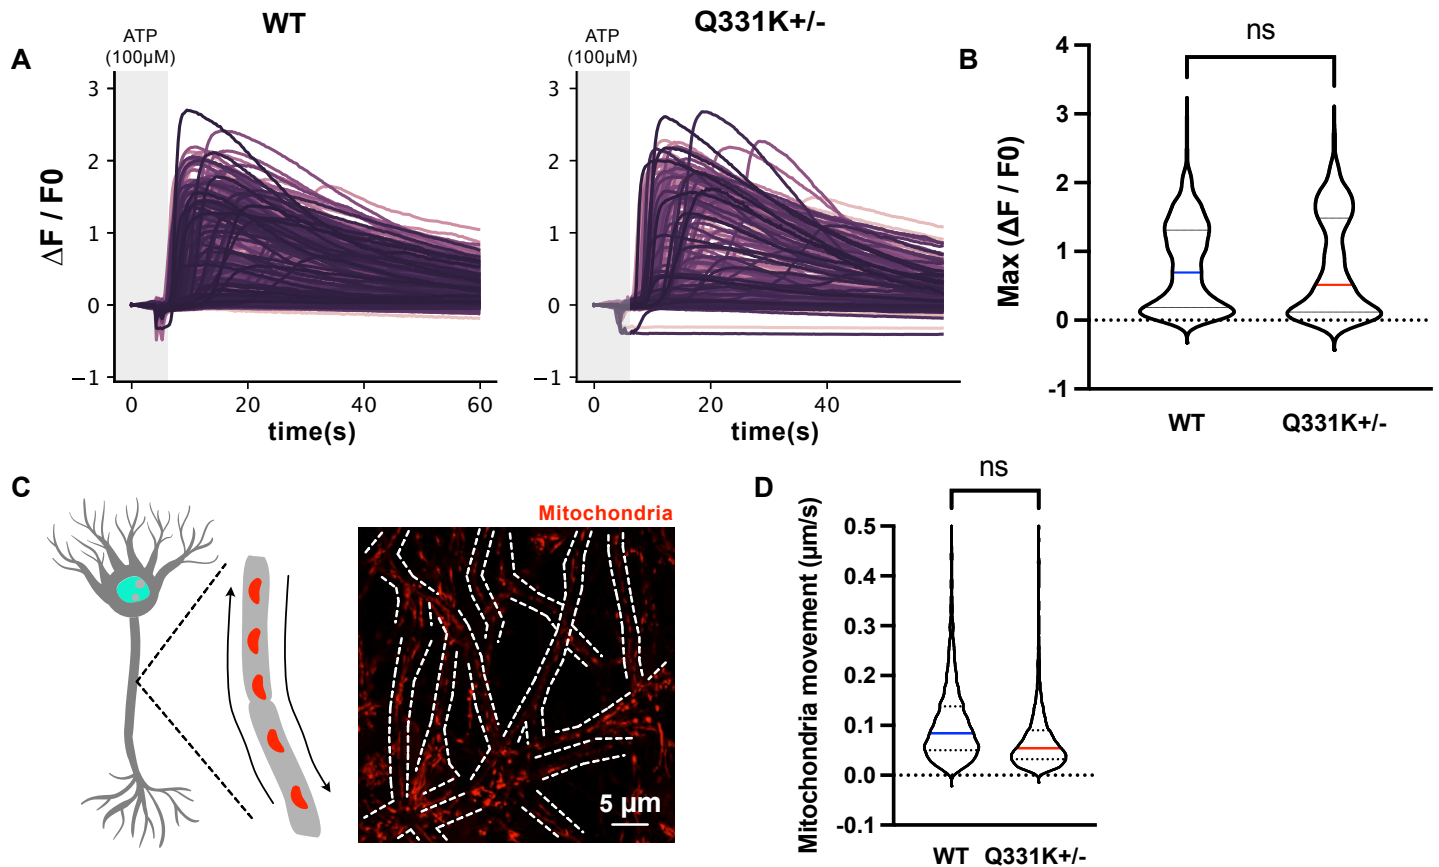 A
WT
ATP
(100μM)
3
2
1
0
−1
ΔF / F0
0
20
40
60
time(s)
Q331K+/-
ATP
(100μM)
3
2
1
0
−1
0
20
40
time(s)
B
ns
4
3
2
1
0
-1
Max (ΔF / F0)
WT
Q331K+/-
C
Mitochondria
5 μm
D
ns
0.5
0.4
0.3
0.2
0.1
0.0
-0.1
Mitochondria movement (μm/s)
WT
Q331K+/-